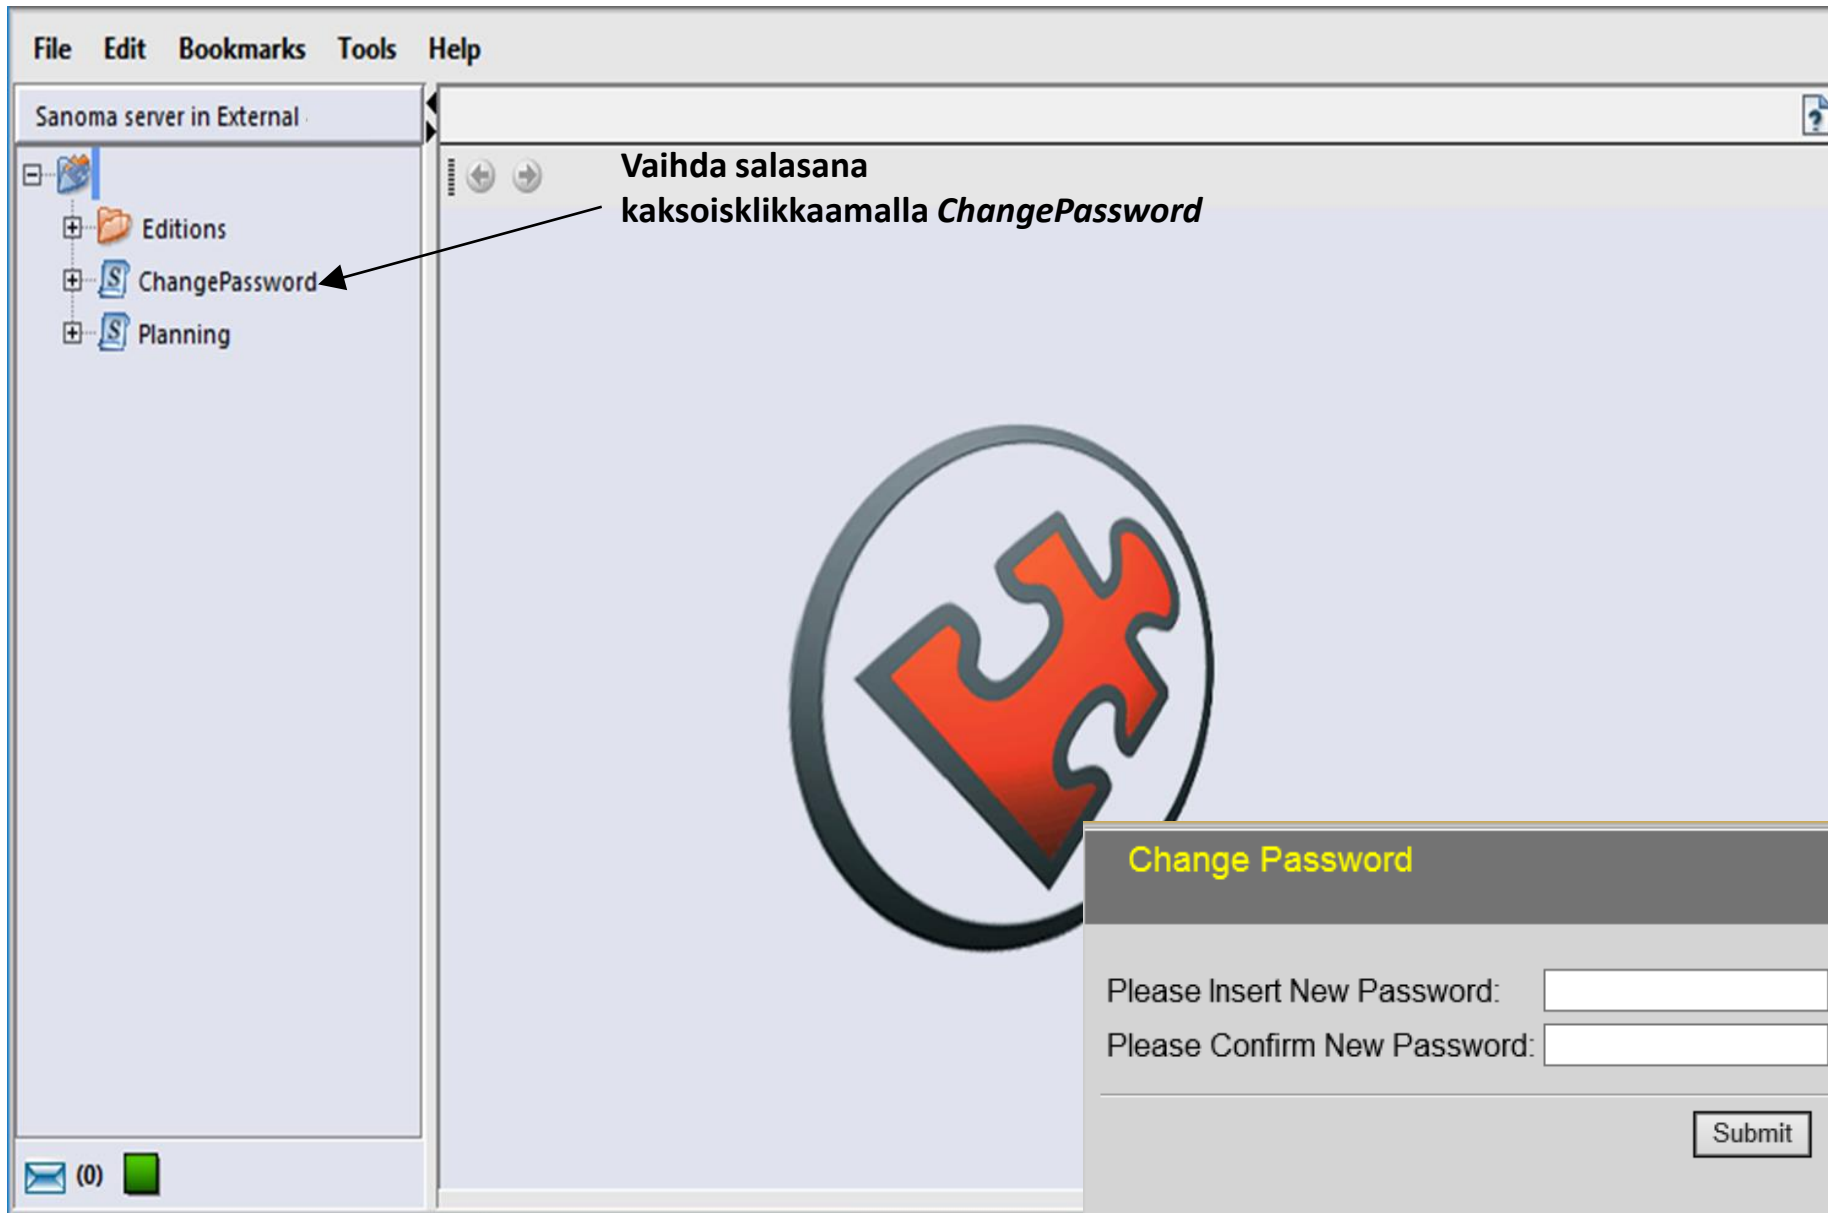 File Edit Bookmarks Tools Help
Sanoma server in External
Vaihda salasana
kaksoisklikkaamalla ChangePassword
Editions
ChangePassword
Planning
Change Password
Please Insert New Password:
Please Confirm New Password:
Submit
(0)